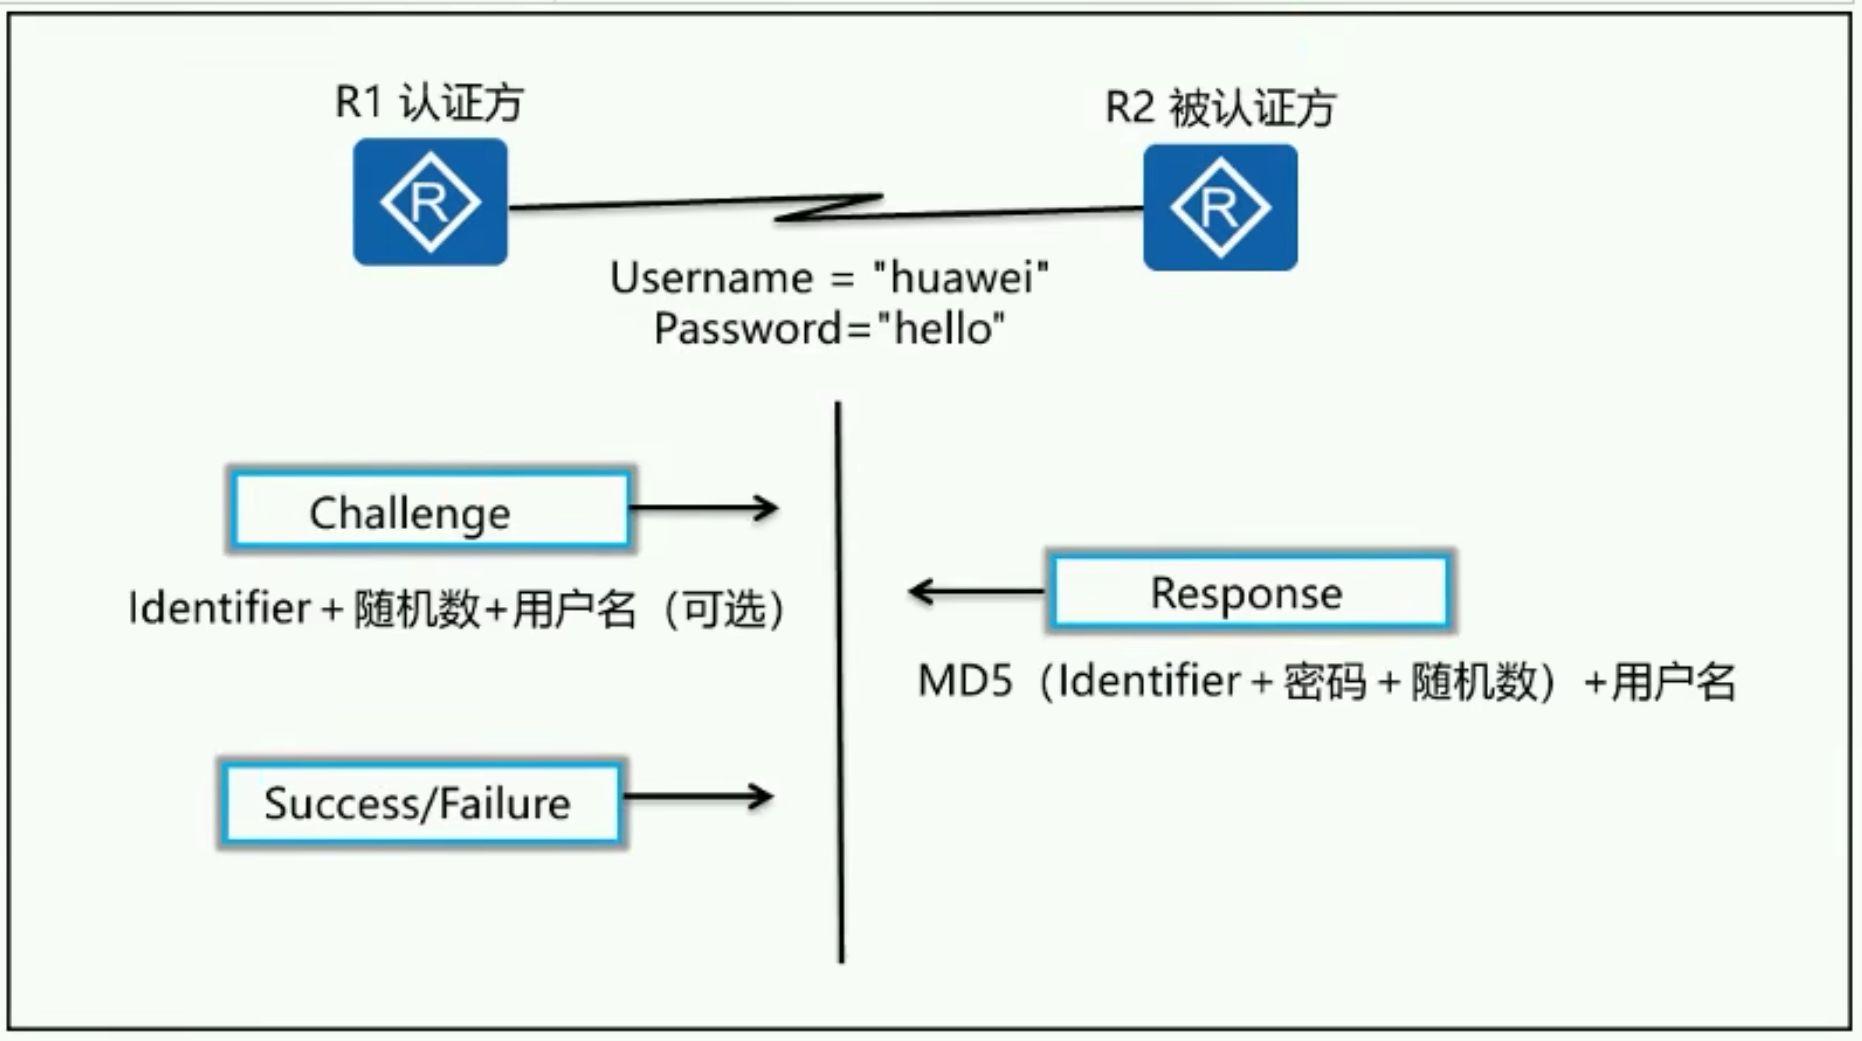 R1 认证方
R2 被认证方
R
R
Username = "huawei"
Password="hello"
Challenge
Identifier+随机数+用户名（可选）
Response
MD5（Identifier+密码+随机数）+用户名
Success/Failure